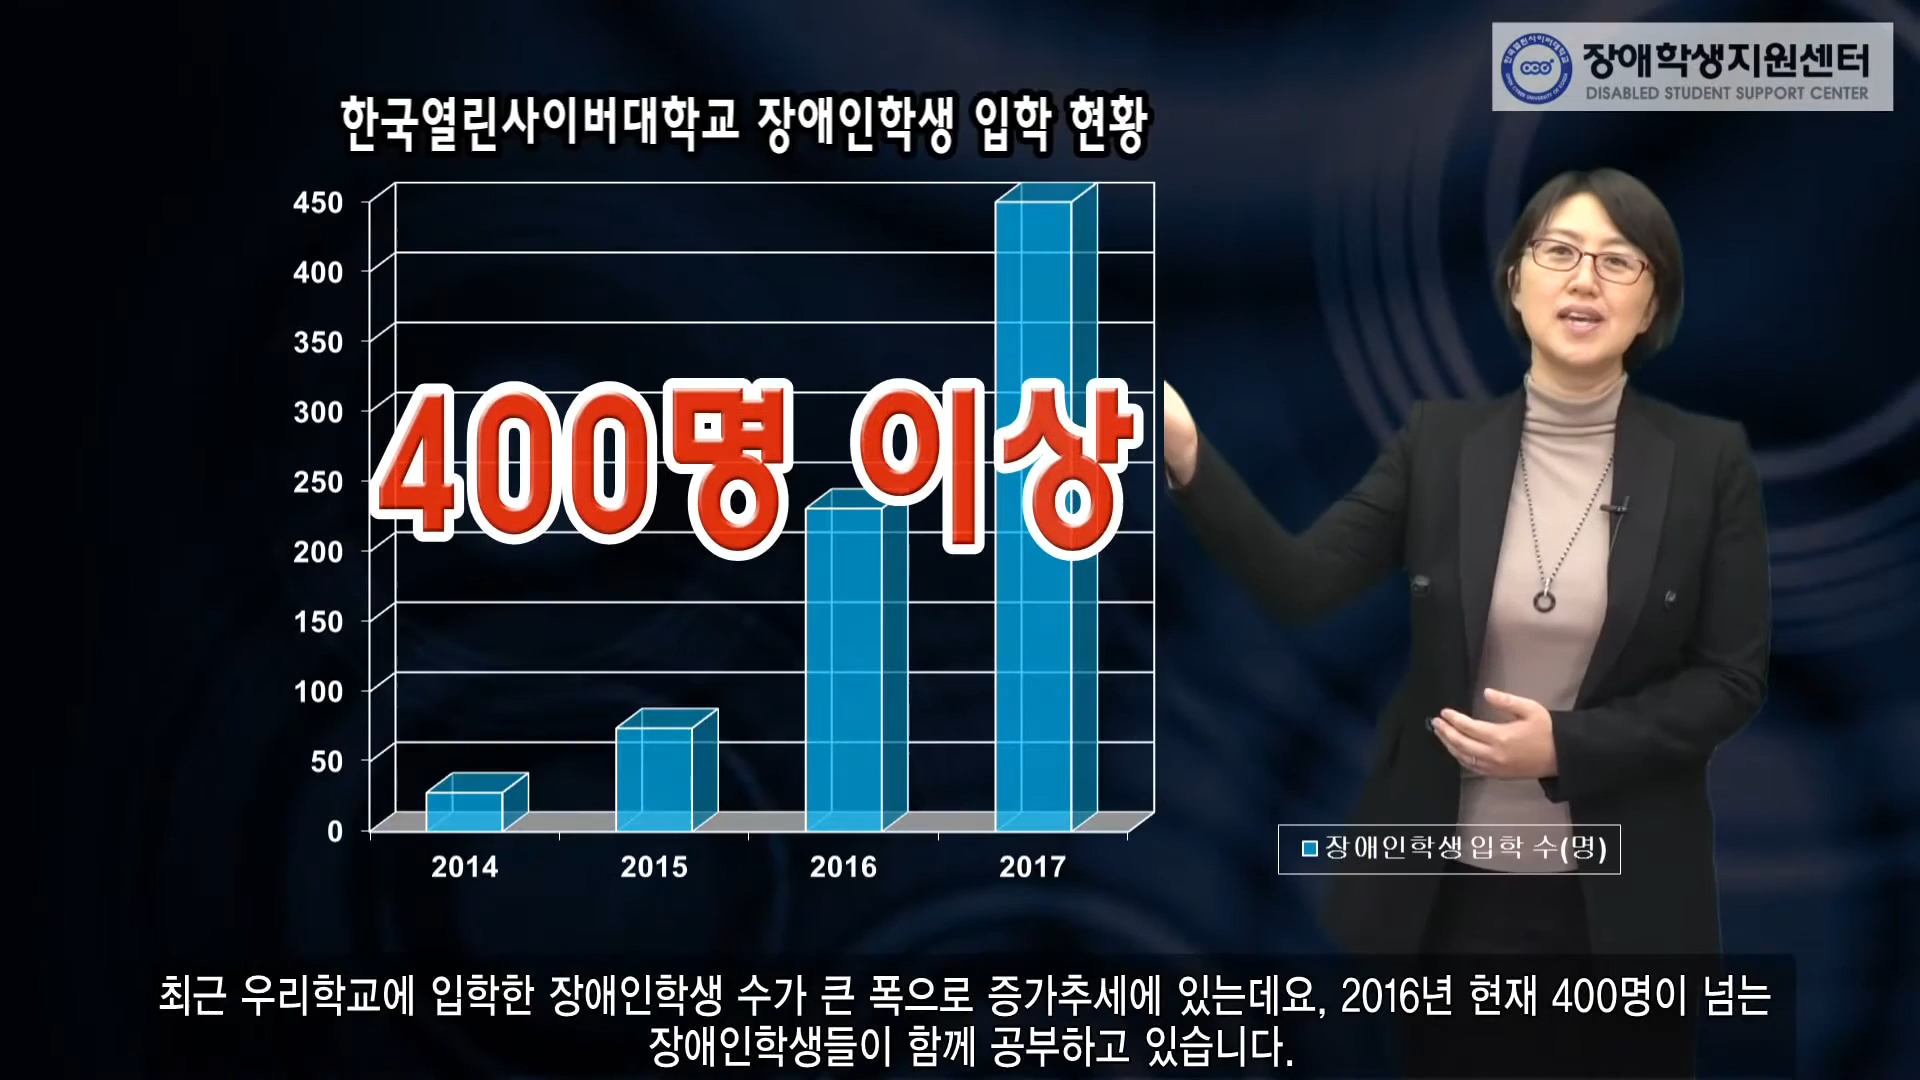 장애학생지원센터
DISABLED STUDENT SUPPORT CENTER
한국열린사이버대학교 장애인학생 입학 현황
450
400
350
300
250
200
150
100
50
0
400명 이상
2014 2015 2016 2017
장애인학생 입학 수(명)
최근 우리학교에 입학한 장애인학생 수가 큰 폭으로 증가추세에 있는데요, 2016년 현재 400명이 넘는
장애인학생들이 함께 공부하고 있습니다.